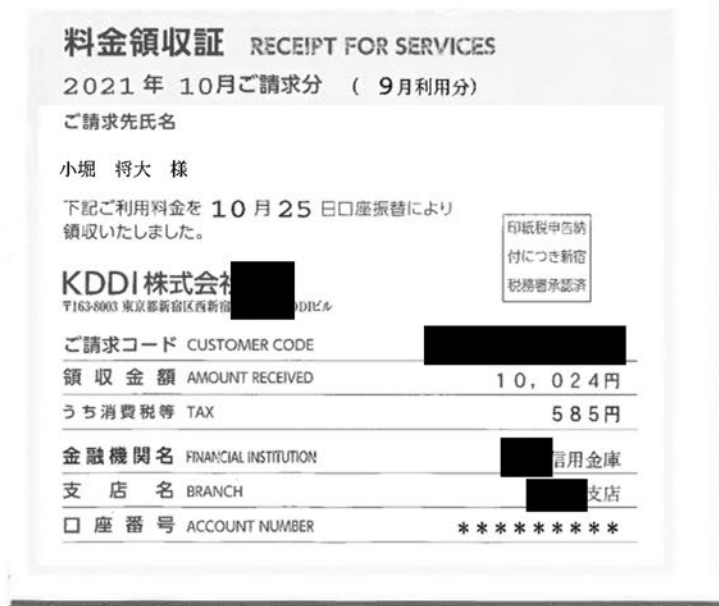 料金領収証 RECEIPT FOR SERVICES
2021年 10月ご請求分 ( 9月利用分)
ご請求先氏名
小堀 将大 様
下記ご利用料金を 10月25日口座振替により
領収いたしました。
印紙税申告納
付につき新宿
税務署承認済
KDDI株式会社
〒163-8003 東京都新宿区西新宿 DIビル
ご請求コード CUSTOMER CODE
領収金額 AMOUNT RECEIVED 10,024円
うち消費税等 TAX 585円
金融機関名 FINANCIAL INSTITUTION 信用金庫
支店名 BRANCH 支店
口座番号 ACCOUNT NUMBER *********